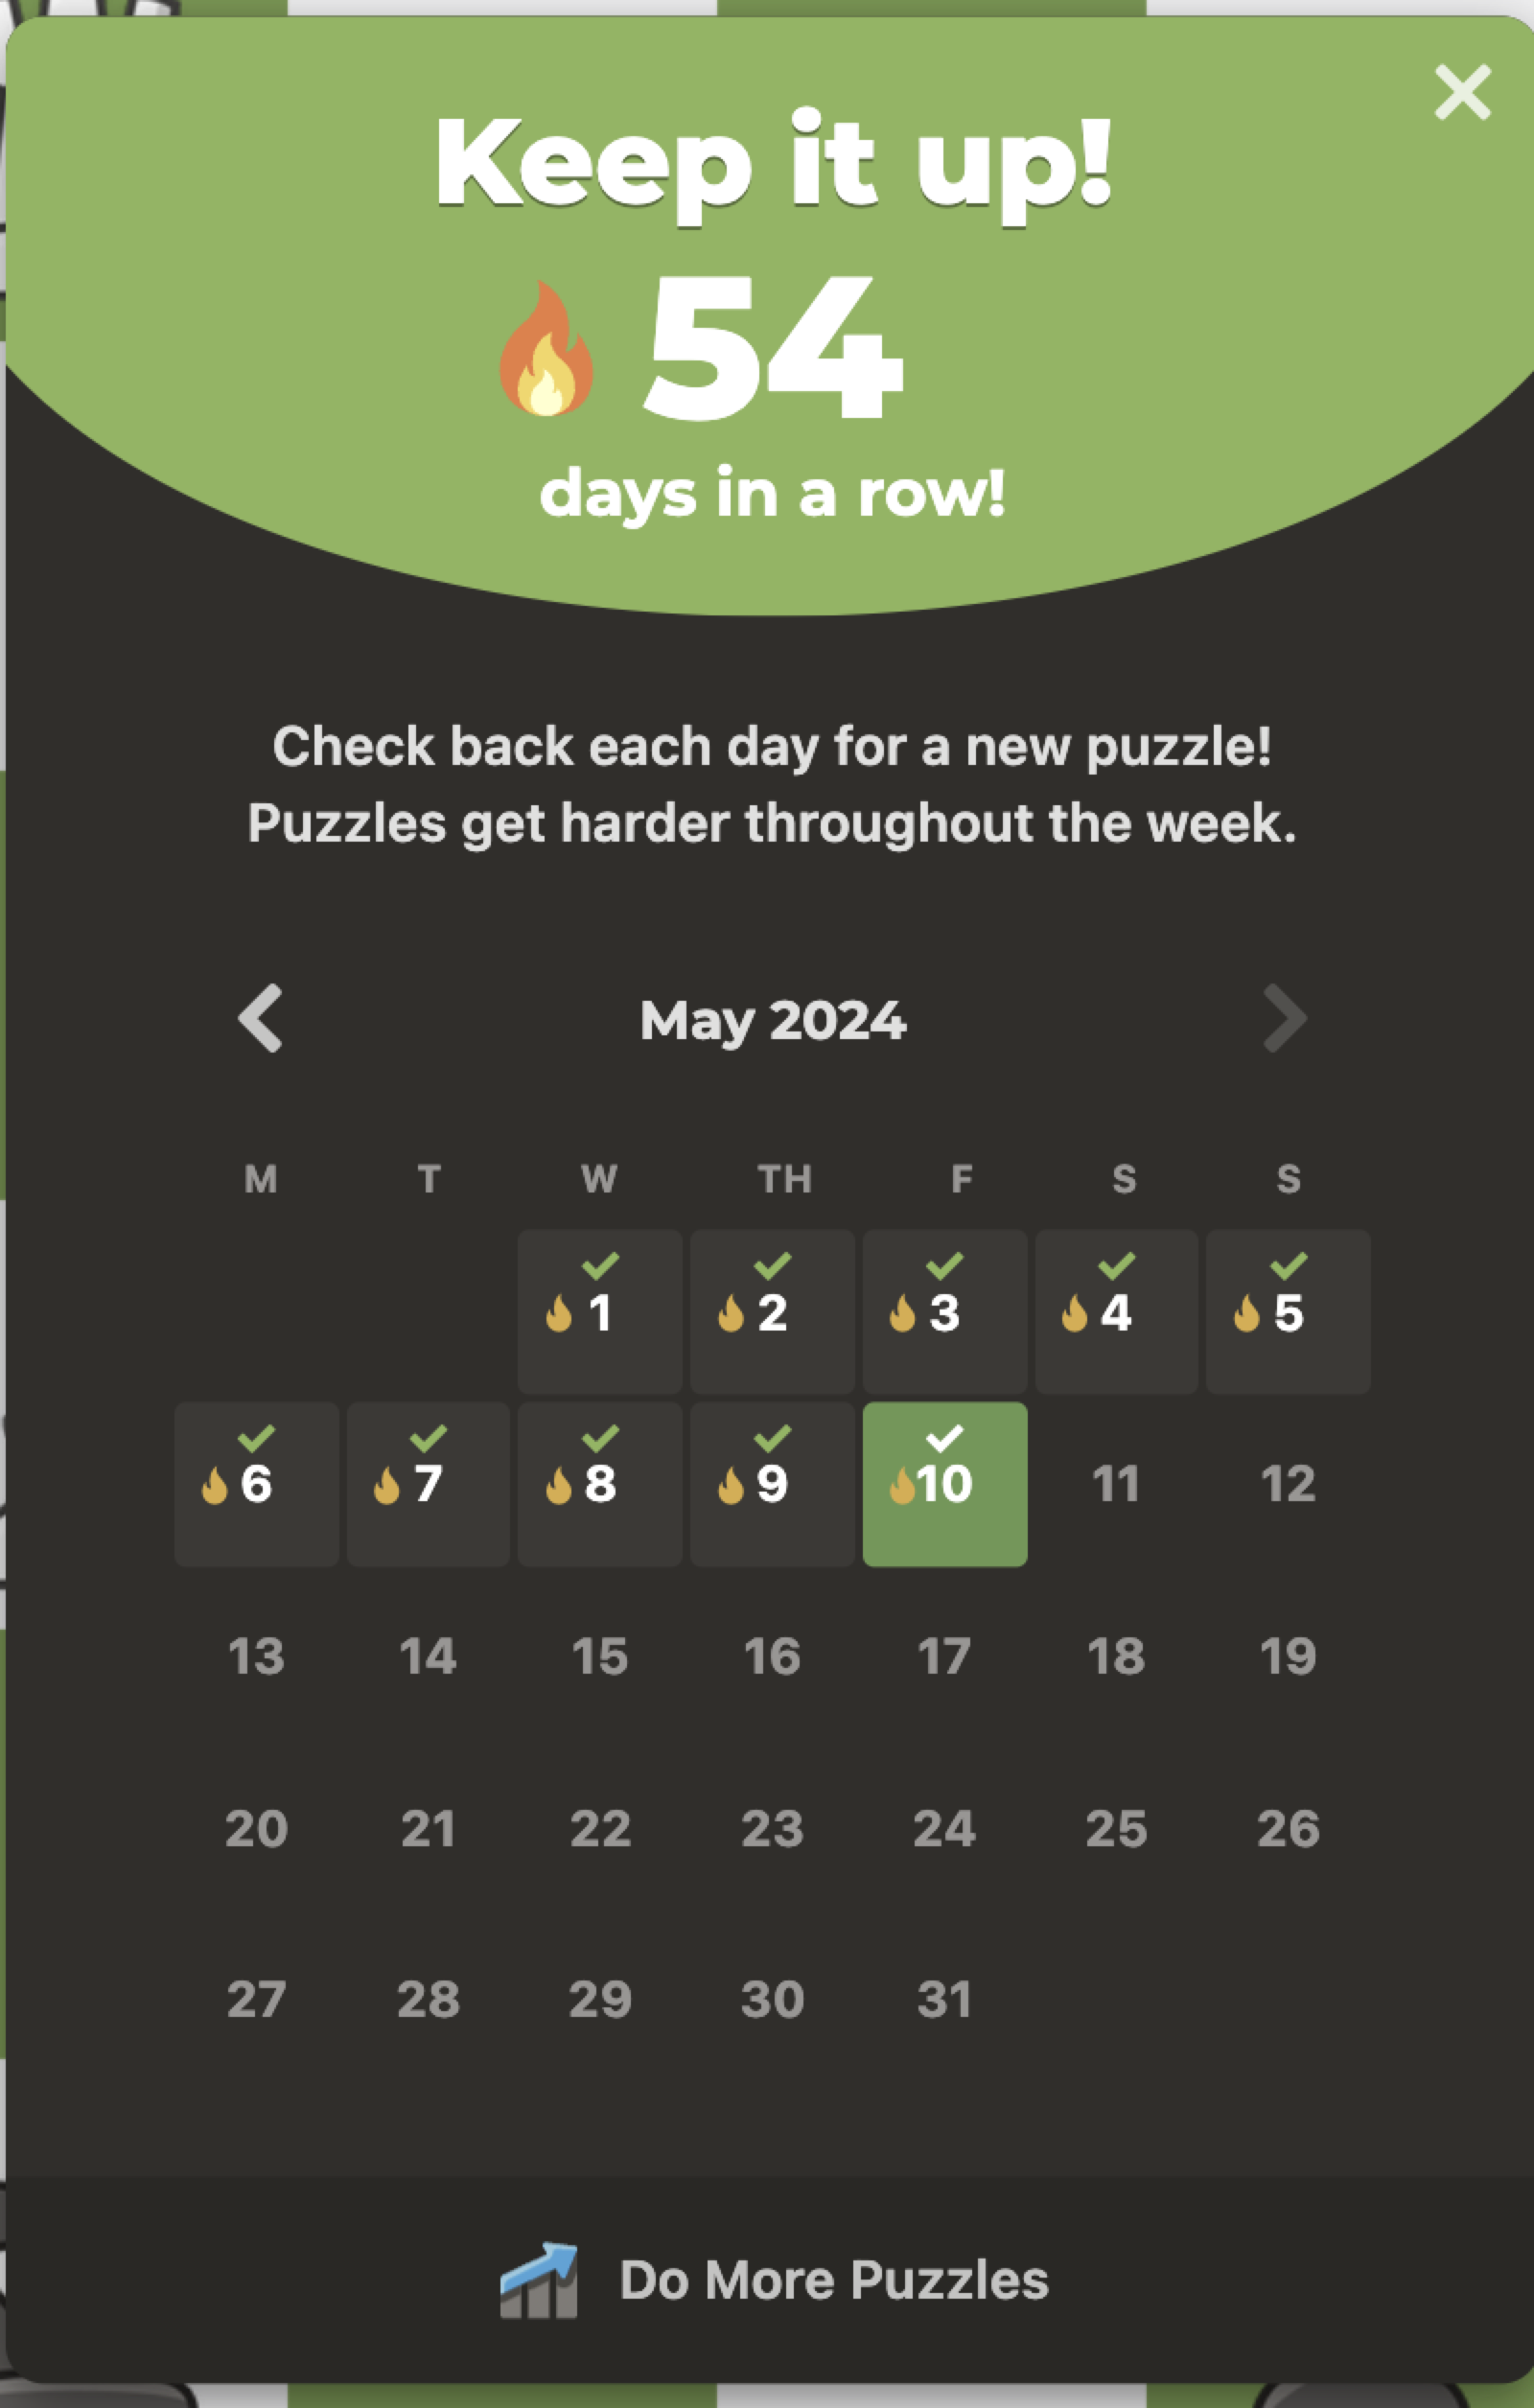 Keep it up!
54
days in a row!
Check back each day for a new puzzle!
Puzzles get harder throughout the week.
May 2024
M T W TH F S S
1 2 3 4 5
6 7 8 9 10 11 12
13 14 15 16 17 18 19
20 21 22 23 24 25 26
27 28 29 30 31
Do More Puzzles